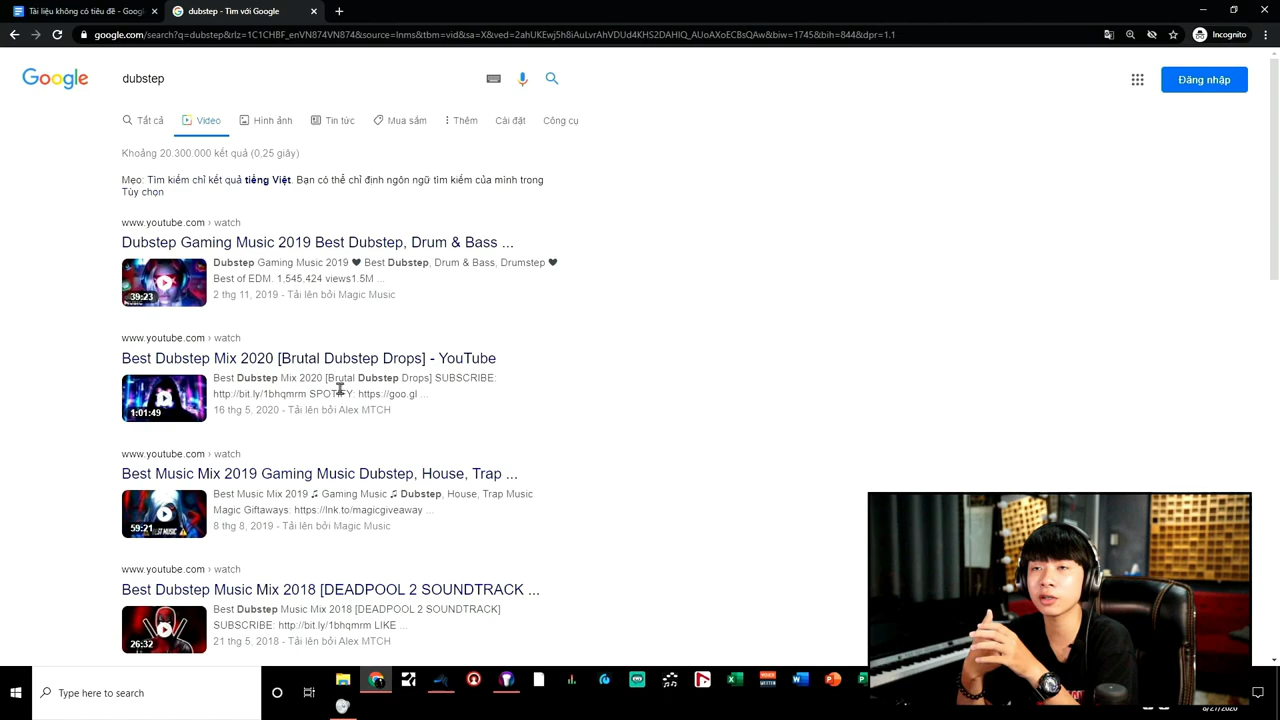 Tài liệu không có tiêu đề - Google
dubstep - Tìm với Google
google.com/search?q=dubstep&rlz=1C1CHBF_enVN874VN874&source=lnms&tbm=vid&sa=X&ved=2ahUKEwj5h8iAuLvrAhVDUd4KHS2DAHIQ_AUoAXoECBsQAw&biw=1745&bih=844&dpr=1.1
Incognito
Google
dubstep
Đăng nhập
Tất cả
Video
Hình ảnh
Tin tức
Mua sắm
Thêm
Cài đặt
Công cụ
Khoảng 20.300.000 kết quả (0,25 giây)
Mẹo: Tìm kiếm chỉ kết quả tiếng Việt. Bạn có thể chỉ định ngôn ngữ tìm kiếm của mình trong
Tùy chọn
www.youtube.com › watch
Dubstep Gaming Music 2019 Best Dubstep, Drum & Bass ...
Dubstep Gaming Music 2019 ❤ Best Dubstep, Drum & Bass, Drumstep ❤
Best of EDM. 1,545,424 views1.5M ...
39:23
2 thg 11, 2019 - Tải lên bởi Magic Music
www.youtube.com › watch
Best Dubstep Mix 2020 [Brutal Dubstep Drops] - YouTube
Best Dubstep Mix 2020 [Brutal Dubstep Drops] SUBSCRIBE:
http://bit.ly/1bhqmrm SPOTIFY: https://goo.gl ...
1:01:49
16 thg 5, 2020 - Tải lên bởi Alex MTCH
www.youtube.com › watch
Best Music Mix 2019 Gaming Music Dubstep, House, Trap ...
Best Music Mix 2019 ♫ Gaming Music ♫ Dubstep, House, Trap Music
Magic Giftaways: https://lnk.to/magicgiveaway ...
59:21
BEST MUSIC
8 thg 8, 2019 - Tải lên bởi Magic Music
www.youtube.com › watch
Best Dubstep Music Mix 2018 [DEADPOOL 2 SOUNDTRACK ...
Best Dubstep Music Mix 2018 [DEADPOOL 2 SOUNDTRACK]
SUBSCRIBE: http://bit.ly/1bhqmrm LIKE ...
26:32
21 thg 5, 2018 - Tải lên bởi Alex MTCH
Type here to search